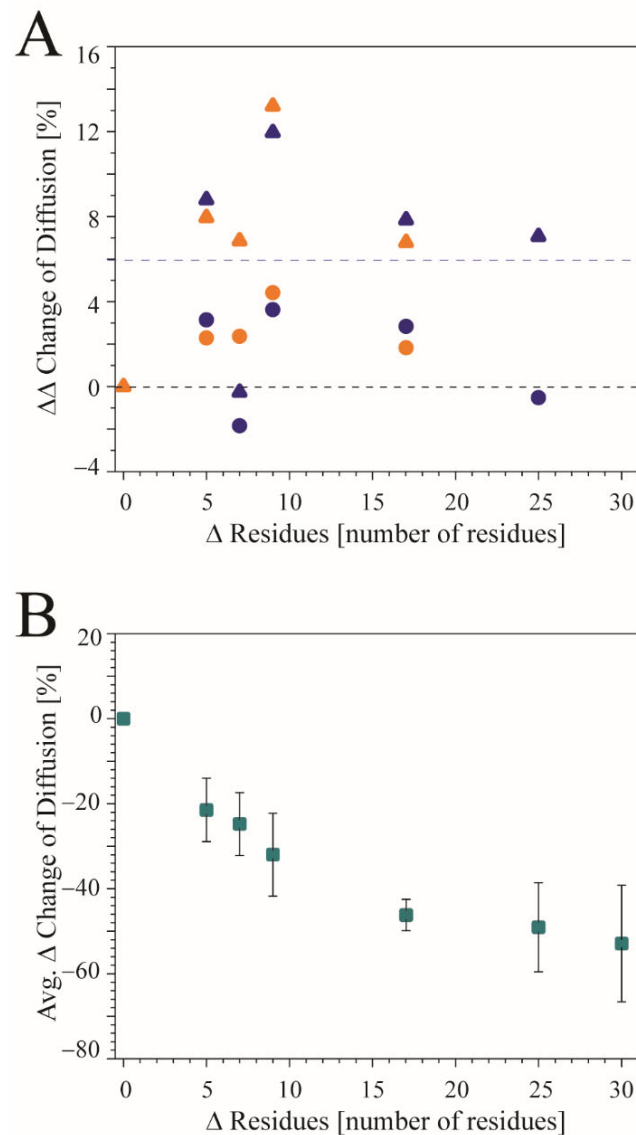 A
ΔΔ Change of Diffusion [%]
16
12
8
4
0
−4
0 5 10 15 20 25 30
Δ Residues [number of residues]
B
Avg. Δ Change of Diffusion [%]
20
0
−20
−40
−60
−80
0 5 10 15 20 25 30
Δ Residues [number of residues]